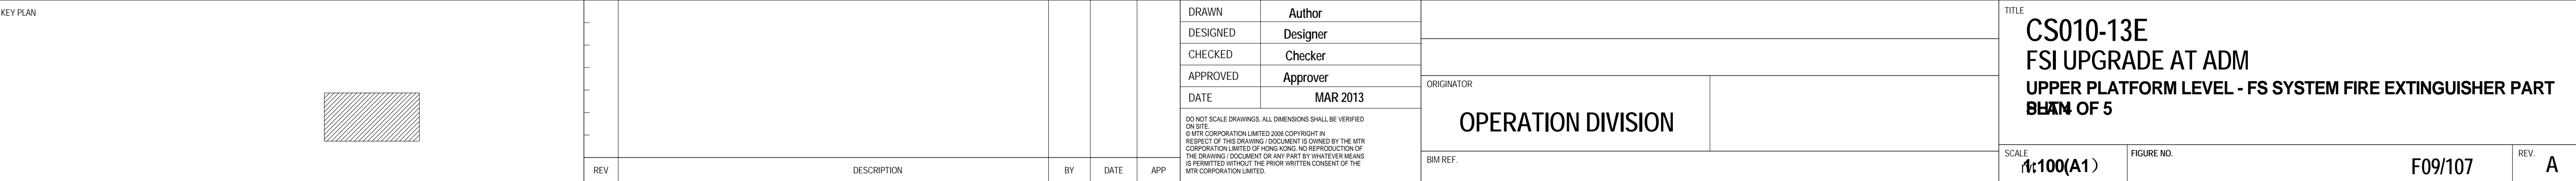 KEY PLAN
REV DESCRIPTION BY DATE APP
DRAWN Author
DESIGNED Designer
CHECKED Checker
APPROVED Approver
DATE MAR 2013
DO NOT SCALE DRAWINGS. ALL DIMENSIONS SHALL BE VERIFIED
ON SITE.
© MTR CORPORATION LIMITED 2008 COPYRIGHT IN
RESPECT OF THIS DRAWING / DOCUMENT IS OWNED BY THE MTR
CORPORATION LIMITED OF HONG KONG. NO REPRODUCTION OF
THE DRAWING / DOCUMENT OR ANY PART BY WHATEVER MEANS
IS PERMITTED WITHOUT THE PRIOR WRITTEN CONSENT OF THE
MTR CORPORATION LIMITED.
ORIGINATOR
OPERATION DIVISION
BIM REF.
TITLE
CS010-13E
FSI UPGRADE AT ADM
UPPER PLATFORM LEVEL - FS SYSTEM FIRE EXTINGUISHER PART
4 OF 5
SCALE
1:100(A1)
FIGURE NO.
F09/107
REV.
A